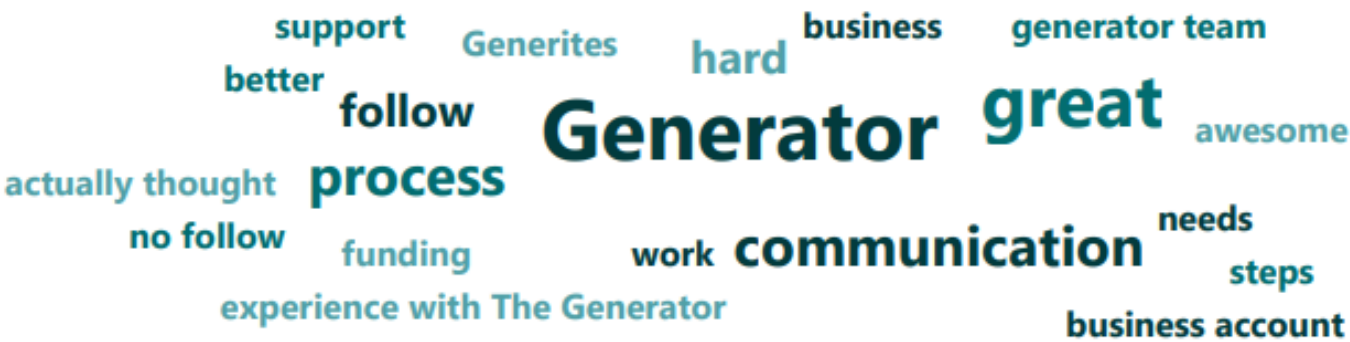 support
Generites
hard
business
generator team
better
follow
Generator
great
awesome
actually thought
process
no follow
funding
work
communication
needs
steps
experience with The Generator
business account